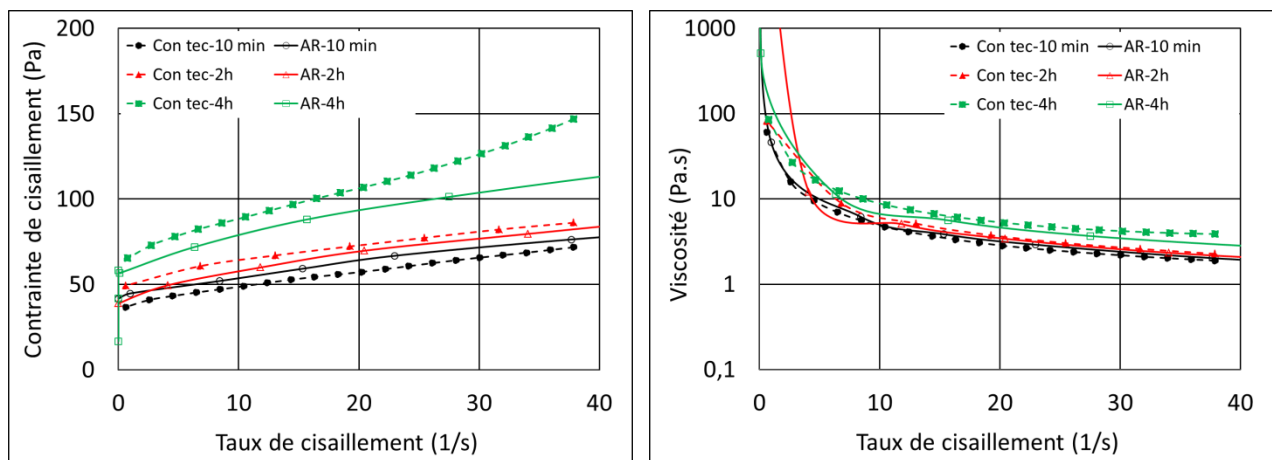 Contrainte de cisaillement (Pa)
200
150
100
50
0
Con tec-10 min
AR-10 min
Con tec-2h
AR-2h
Con tec-4h
AR-4h
0 10 20 30 40
Taux de cisaillement (1/s)
Viscosité (Pa.s)
1000
100
10
1
0,1
Con tec-10 min
AR-10 min
Con tec-2h
AR-2h
Con tec-4h
AR-4h
0 10 20 30 40
Taux de cisaillement (1/s)